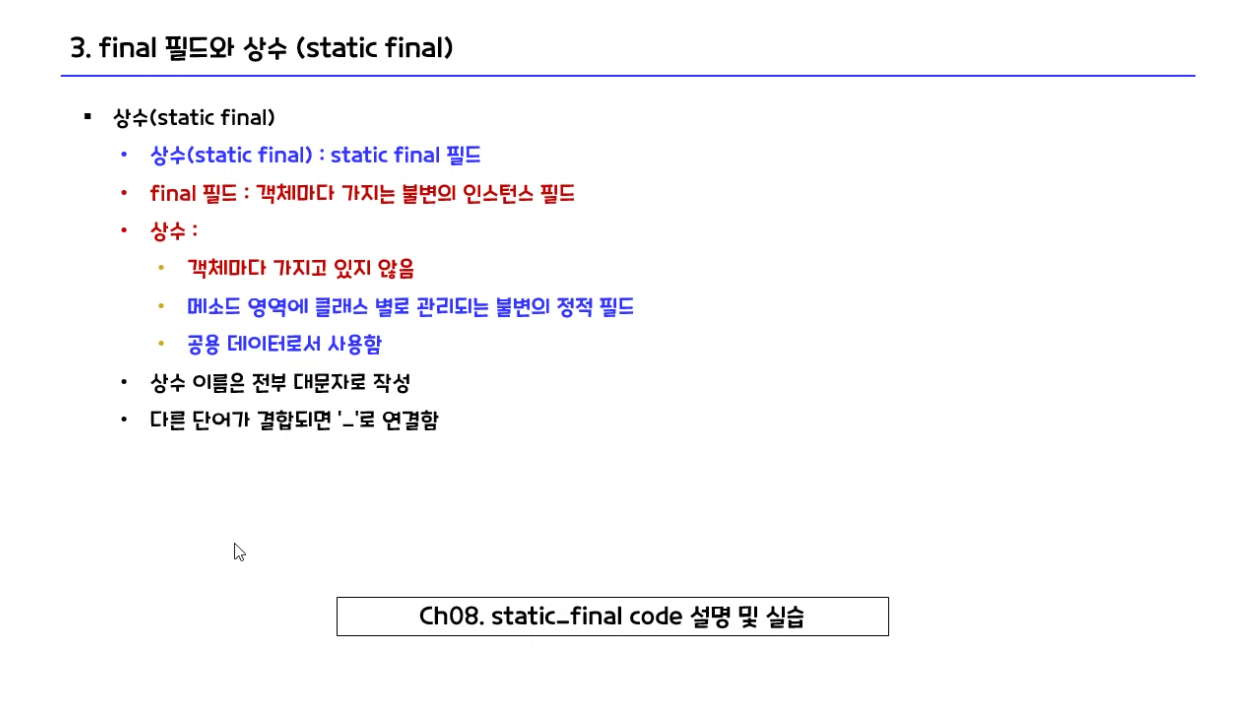 3. final 필드와 상수 (static final)
▪ 상수(static final)
• 상수(static final) : static final 필드
• final 필드 : 객체마다 가지는 불변의 인스턴스 필드
• 상수 :
• 객체마다 가지고 있지 않음
• 메소드 영역에 클래스 별로 관리되는 불변의 정적 필드
• 공용 데이터로서 사용함
• 상수 이름은 전부 대문자로 작성
• 다른 단어가 결합되면 '_'로 연결함
Ch08. static_final code 설명 및 실습